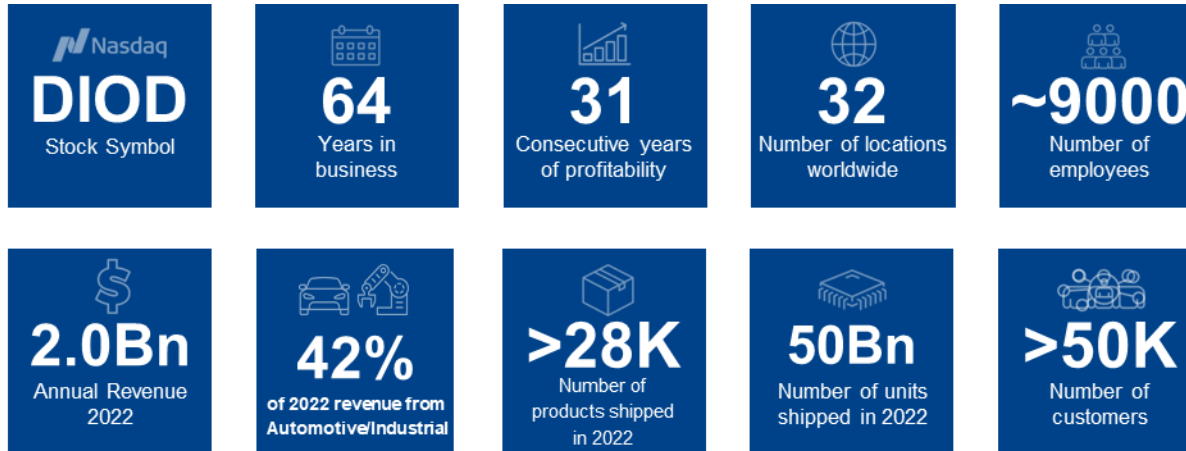 Nasdaq
DIOD
Stock Symbol
64
Years in
business
31
Consecutive years
of profitability
32
Number of locations
worldwide
~9000
Number of
employees
2.0Bn
Annual Revenue
2022
42%
of 2022 revenue from
Automotive/Industrial
>28K
Number of
products shipped
in 2022
50Bn
Number of units
shipped in 2022
>50K
Number of
customers